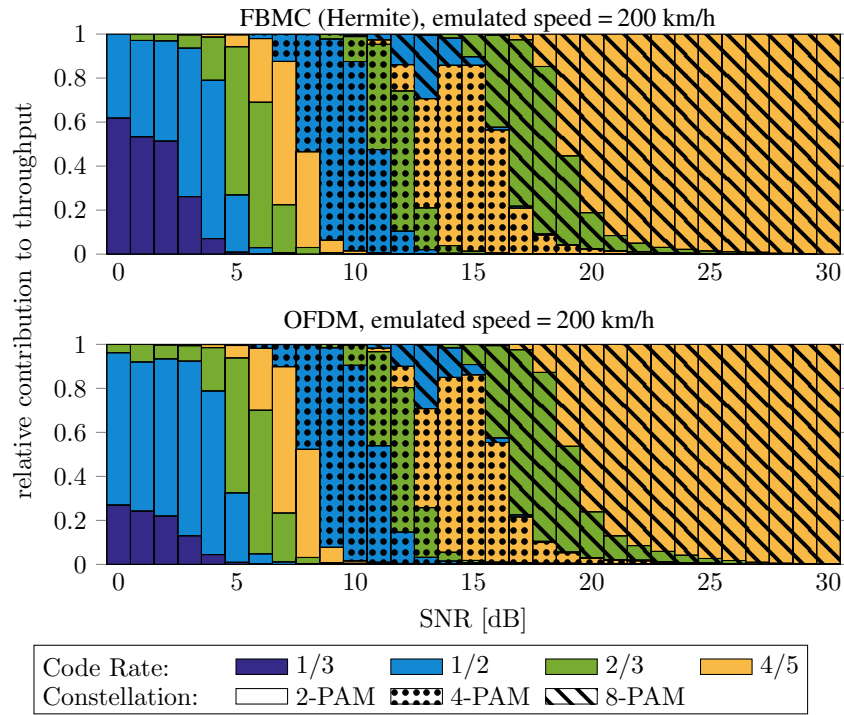 FBMC (Hermite), emulated speed = 200 km/h
1
0.8
0.6
0.4
0.2
0
0 5 10 15 20 25 30
relative contribution to throughput
OFDM, emulated speed = 200 km/h
1
0.8
0.6
0.4
0.2
0
0 5 10 15 20 25 30
SNR [dB]
Code Rate: 1/3 1/2 2/3 4/5
Constellation: 2-PAM 4-PAM 8-PAM